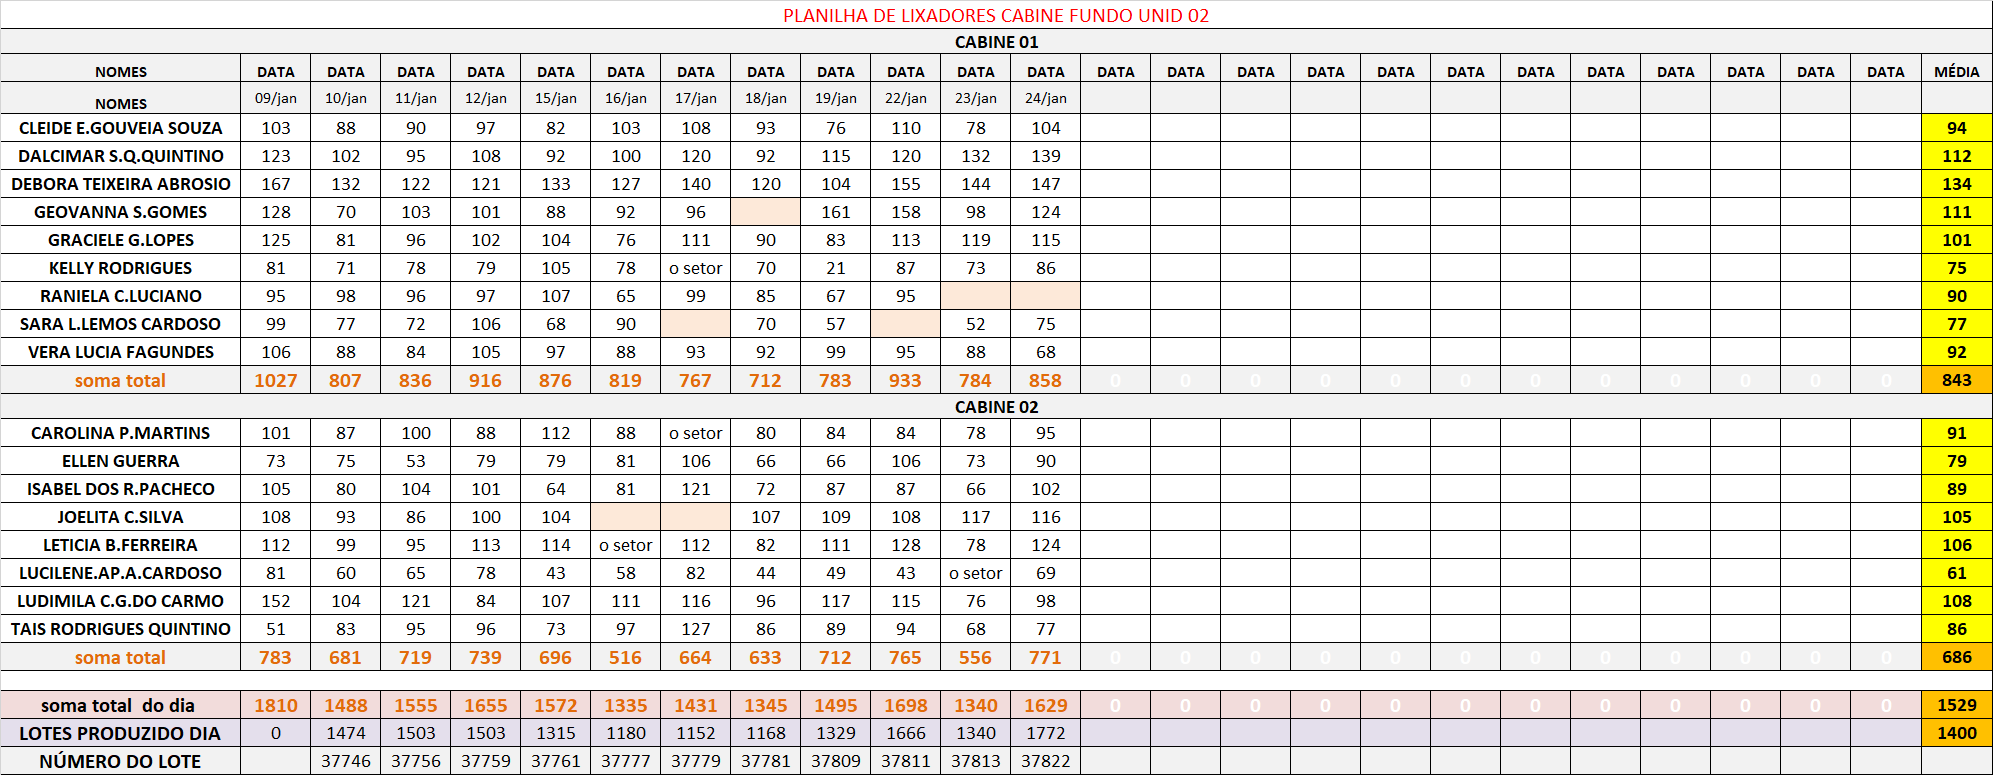 PLANILHA DE LIXADORES CABINE FUNDO UNID 02
CABINE 01
NOMES DATA DATA DATA DATA DATA DATA DATA DATA DATA DATA DATA DATA DATA DATA DATA DATA DATA DATA DATA DATA DATA DATA DATA DATA MÉDIA
NOMES 09/jan 10/jan 11/jan 12/jan 15/jan 16/jan 17/jan 18/jan 19/jan 22/jan 23/jan 24/jan
CLEIDE E.GOUVEIA SOUZA 103 88 90 97 82 103 108 93 76 110 78 104 94
DALCIMAR S.Q.QUINTINO 123 102 95 108 92 100 120 92 115 120 132 139 112
DEBORA TEIXEIRA ABROSIO 167 132 122 121 133 127 140 120 104 155 144 147 134
GEOVANNA S.GOMES 128 70 103 101 88 92 96 161 158 98 124 111
GRACIELE G.LOPES 125 81 96 102 104 76 111 90 83 113 119 115 101
KELLY RODRIGUES 81 71 78 79 105 78 o setor 70 21 87 73 86 75
RANIELA C.LUCIANO 95 98 96 97 107 65 99 85 67 95 90
SARA L.LEMOS CARDOSO 99 77 72 106 68 90 70 57 52 75 77
VERA LUCIA FAGUNDES 106 88 84 105 97 88 93 92 99 95 88 68 92
soma total 1027 807 836 916 876 819 767 712 783 933 784 858 0 0 0 0 0 0 0 0 0 0 0 0 843
CABINE 02
CAROLINA P.MARTINS 101 87 100 88 112 88 o setor 80 84 84 78 95 91
ELLEN GUERRA 73 75 53 79 79 81 106 66 66 106 73 90 79
ISABEL DOS R.PACHECO 105 80 104 101 64 81 121 72 87 87 66 102 89
JOELITA C.SILVA 108 93 86 100 104 107 109 108 117 116 105
LETICIA B.FERREIRA 112 99 95 113 114 o setor 112 82 111 128 78 124 106
LUCILENE.AP.A.CARDOSO 81 60 65 78 43 58 82 44 49 43 o setor 69 61
LUDIMILA C.G.DO CARMO 152 104 121 84 107 111 116 96 117 115 76 98 108
TAIS RODRIGUES QUINTINO 51 83 95 96 73 97 127 86 89 94 68 77 86
soma total 783 681 719 739 696 516 664 633 712 765 556 771 0 0 0 0 0 0 0 0 0 0 0 0 686
soma total do dia 1810 1488 1555 1655 1572 1335 1431 1345 1495 1698 1340 1629 0 0 0 0 0 0 0 0 0 0 0 0 1529
LOTES PRODUZIDO DIA 0 1474 1503 1503 1315 1180 1152 1168 1329 1666 1340 1772 1400
NÚMERO DO LOTE 37746 37756 37759 37761 37777 37779 37781 37809 37811 37813 37822